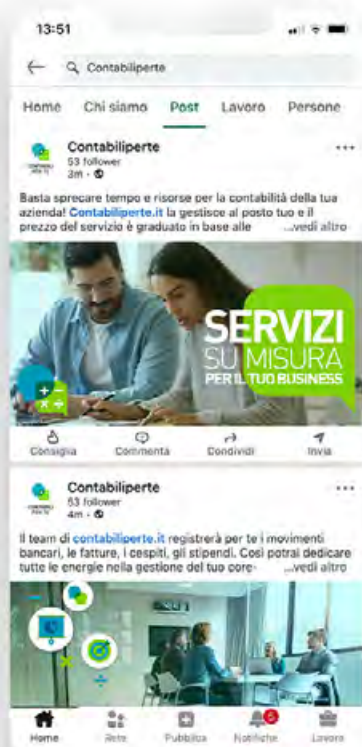 13:51
Contabiliperte
Home Chi siamo Post Lavoro Persone
Contabiliperte
53 follower
3m •
Basta sprecare tempo e risorse per la contabilità della tua
azienda! Contabiliperte.it la gestisce al posto tuo e il
prezzo del servizio è graduato in base alle ...vedi altro
SERVIZI
SU MISURA
PER IL TUO BUSINESS
Consiglia Commenta Condividi Invia
Contabiliperte
53 follower
4m •
Il team di contabiliperte.it registrerà per te i movimenti
bancari, le fatture, i cespiti, gli stipendi. Così potrai dedicare
tutte le energie nella gestione del tuo core- ...vedi altro
Home Rete Pubblica Notifiche Lavoro